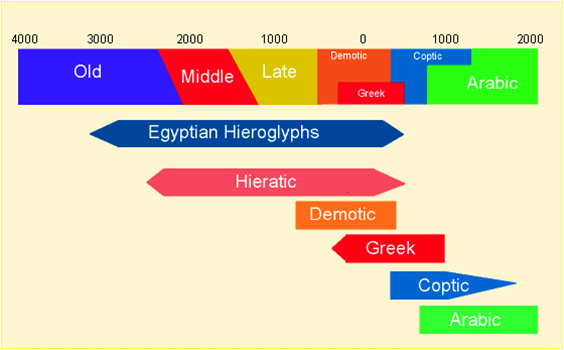 4000 3000 2000 1000 0 1000 2000
Old Middle Late Demotic Greek Coptic Arabic
Egyptian Hieroglyphs
Hieratic
Demotic
Greek
Coptic
Arabic